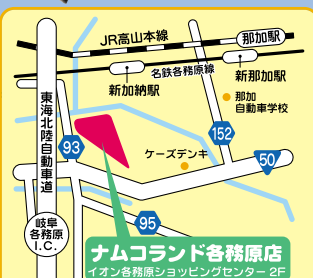 JR高山本線
那加駅
名鉄各務原線
新加納駅
新那加駅
那加
自動車学校
東海北陸自動車道
93
152
ケーズデンキ
50
岐阜
各務原
I.C.
95
ナムコランド各務原店
イオン各務原ショッピングセンター 2F